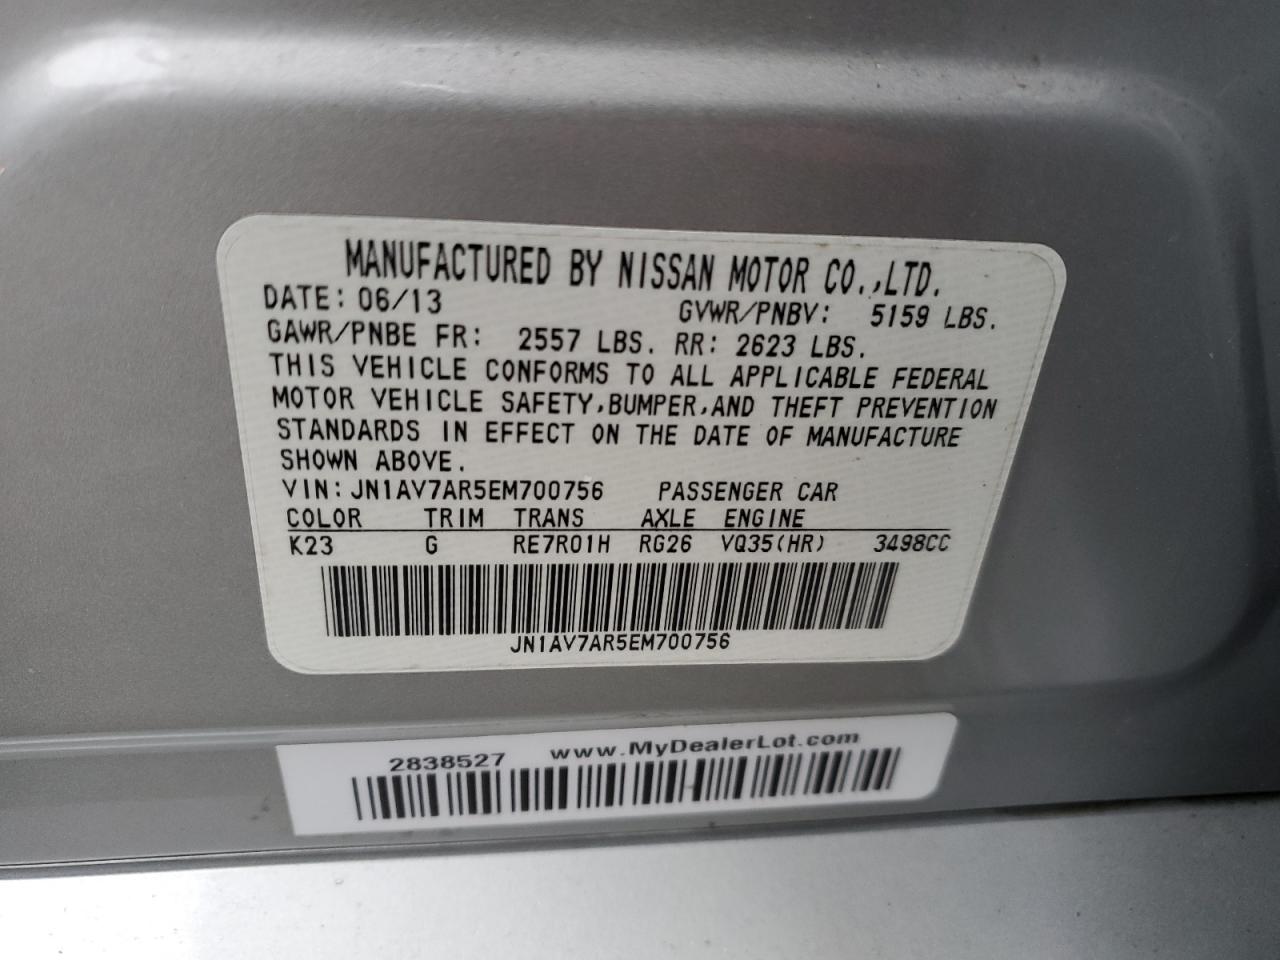 MANUFACTURED BY NISSAN MOTOR CO.,LTD.
DATE: 06/13 GVWR/PNBV: 5159 LBS.
GAWR/PNBE FR: 2557 LBS. RR: 2623 LBS.
THIS VEHICLE CONFORMS TO ALL APPLICABLE FEDERAL
MOTOR VEHICLE SAFETY,BUMPER,AND THEFT PREVENTION
STANDARDS IN EFFECT ON THE DATE OF MANUFACTURE
SHOWN ABOVE.
VIN: JN1AV7AR5EM700756 PASSENGER CAR
COLOR TRIM TRANS AXLE ENGINE
K23 G RE7R01H RG26 VQ35(HR) 3498CC
JN1AV7AR5EM700756
2838527 www.MyDealerLot.com